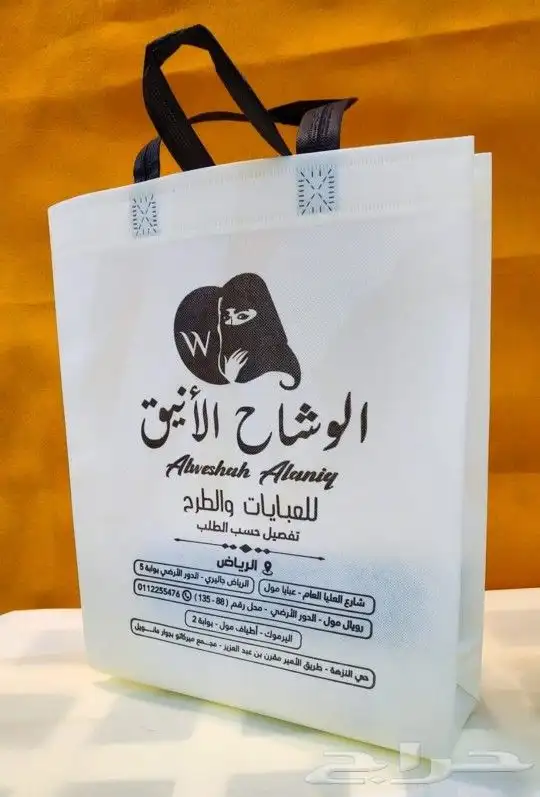 W
الوشاح الأنيق
Alweshah Alaniq
للعبايات والطرح
تفصيل حسب الطلب
الرياض
شارع العليا العام - عبايا مول
الرياض جاليري - الدور الأرضي بوابة 5
رويال مول - الدور الأرضي - محل رقم (88 - 135)
0112255476
اليرموك - أطياف مول - بوابة 2
حي النزهة - طريق الأمير مقرن بن عبد العزيز - مجمع ميركاتو بجوار مانويل
حراج